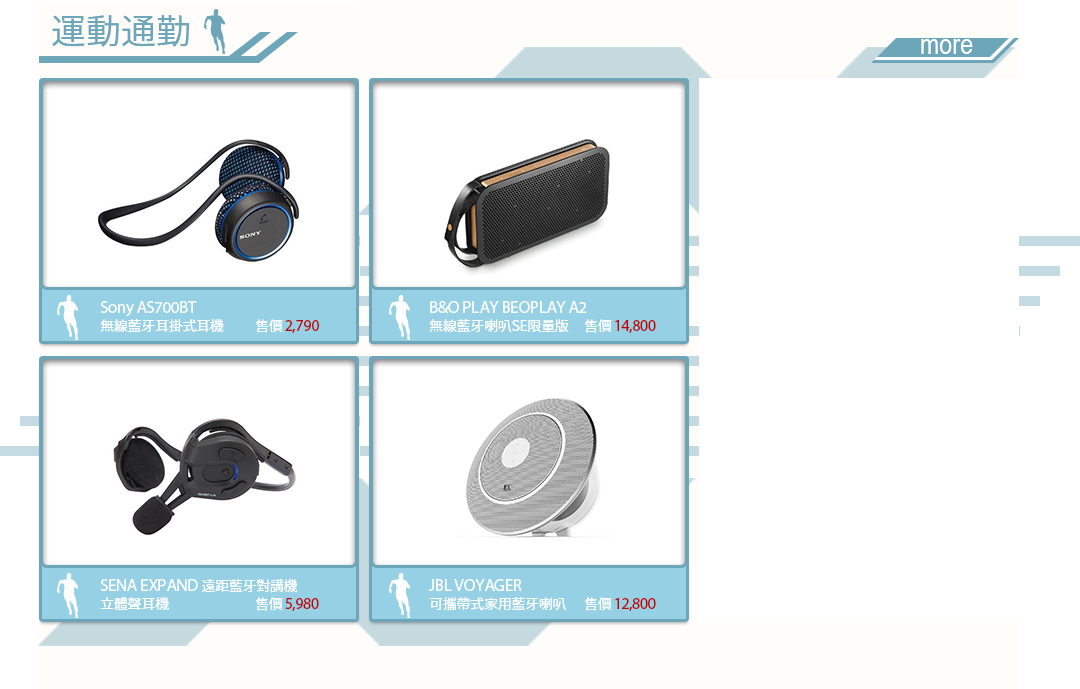 運動通勤
more
SONY
Sony AS700BT
無線藍牙耳掛式耳機 售價 2,790
B&O PLAY BEOPLAY A2
無線藍牙喇叭SE限量版 售價 14,800
SENA EXPAND 遠距藍牙對講機
立體聲耳機 售價 5,980
JBL VOYAGER
可攜帶式家用藍牙喇叭 售價 12,800